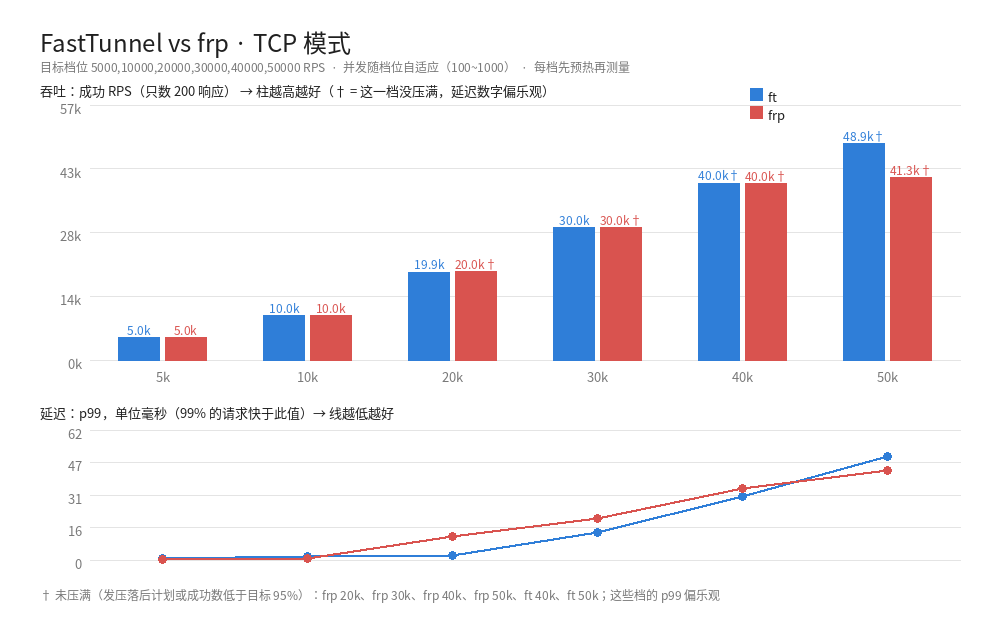 FastTunnel vs frp · TCP 模式
目标档位 5000,10000,20000,30000,40000,50000 RPS · 并发随档位自适应（100~1000） · 每档先预热再测量
吞吐：成功 RPS（只数 200 响应）→ 柱越高越好（† = 这一档没压满，延迟数字偏乐观）
ft
frp
57k
43k
28k
14k
0k
5.0k 5.0k 10.0k 10.0k 19.9k 20.0k† 30.0k 30.0k† 40.0k† 40.0k† 48.9k† 41.3k†
5k 10k 20k 30k 40k 50k
延迟：p99，单位毫秒（99% 的请求快于此值）→ 线越低越好
62
47
31
16
0
† 未压满（发压落后计划或成功数低于目标 95%）：frp 20k、frp 30k、frp 40k、frp 50k、ft 40k、ft 50k；这些档的 p99 偏乐观